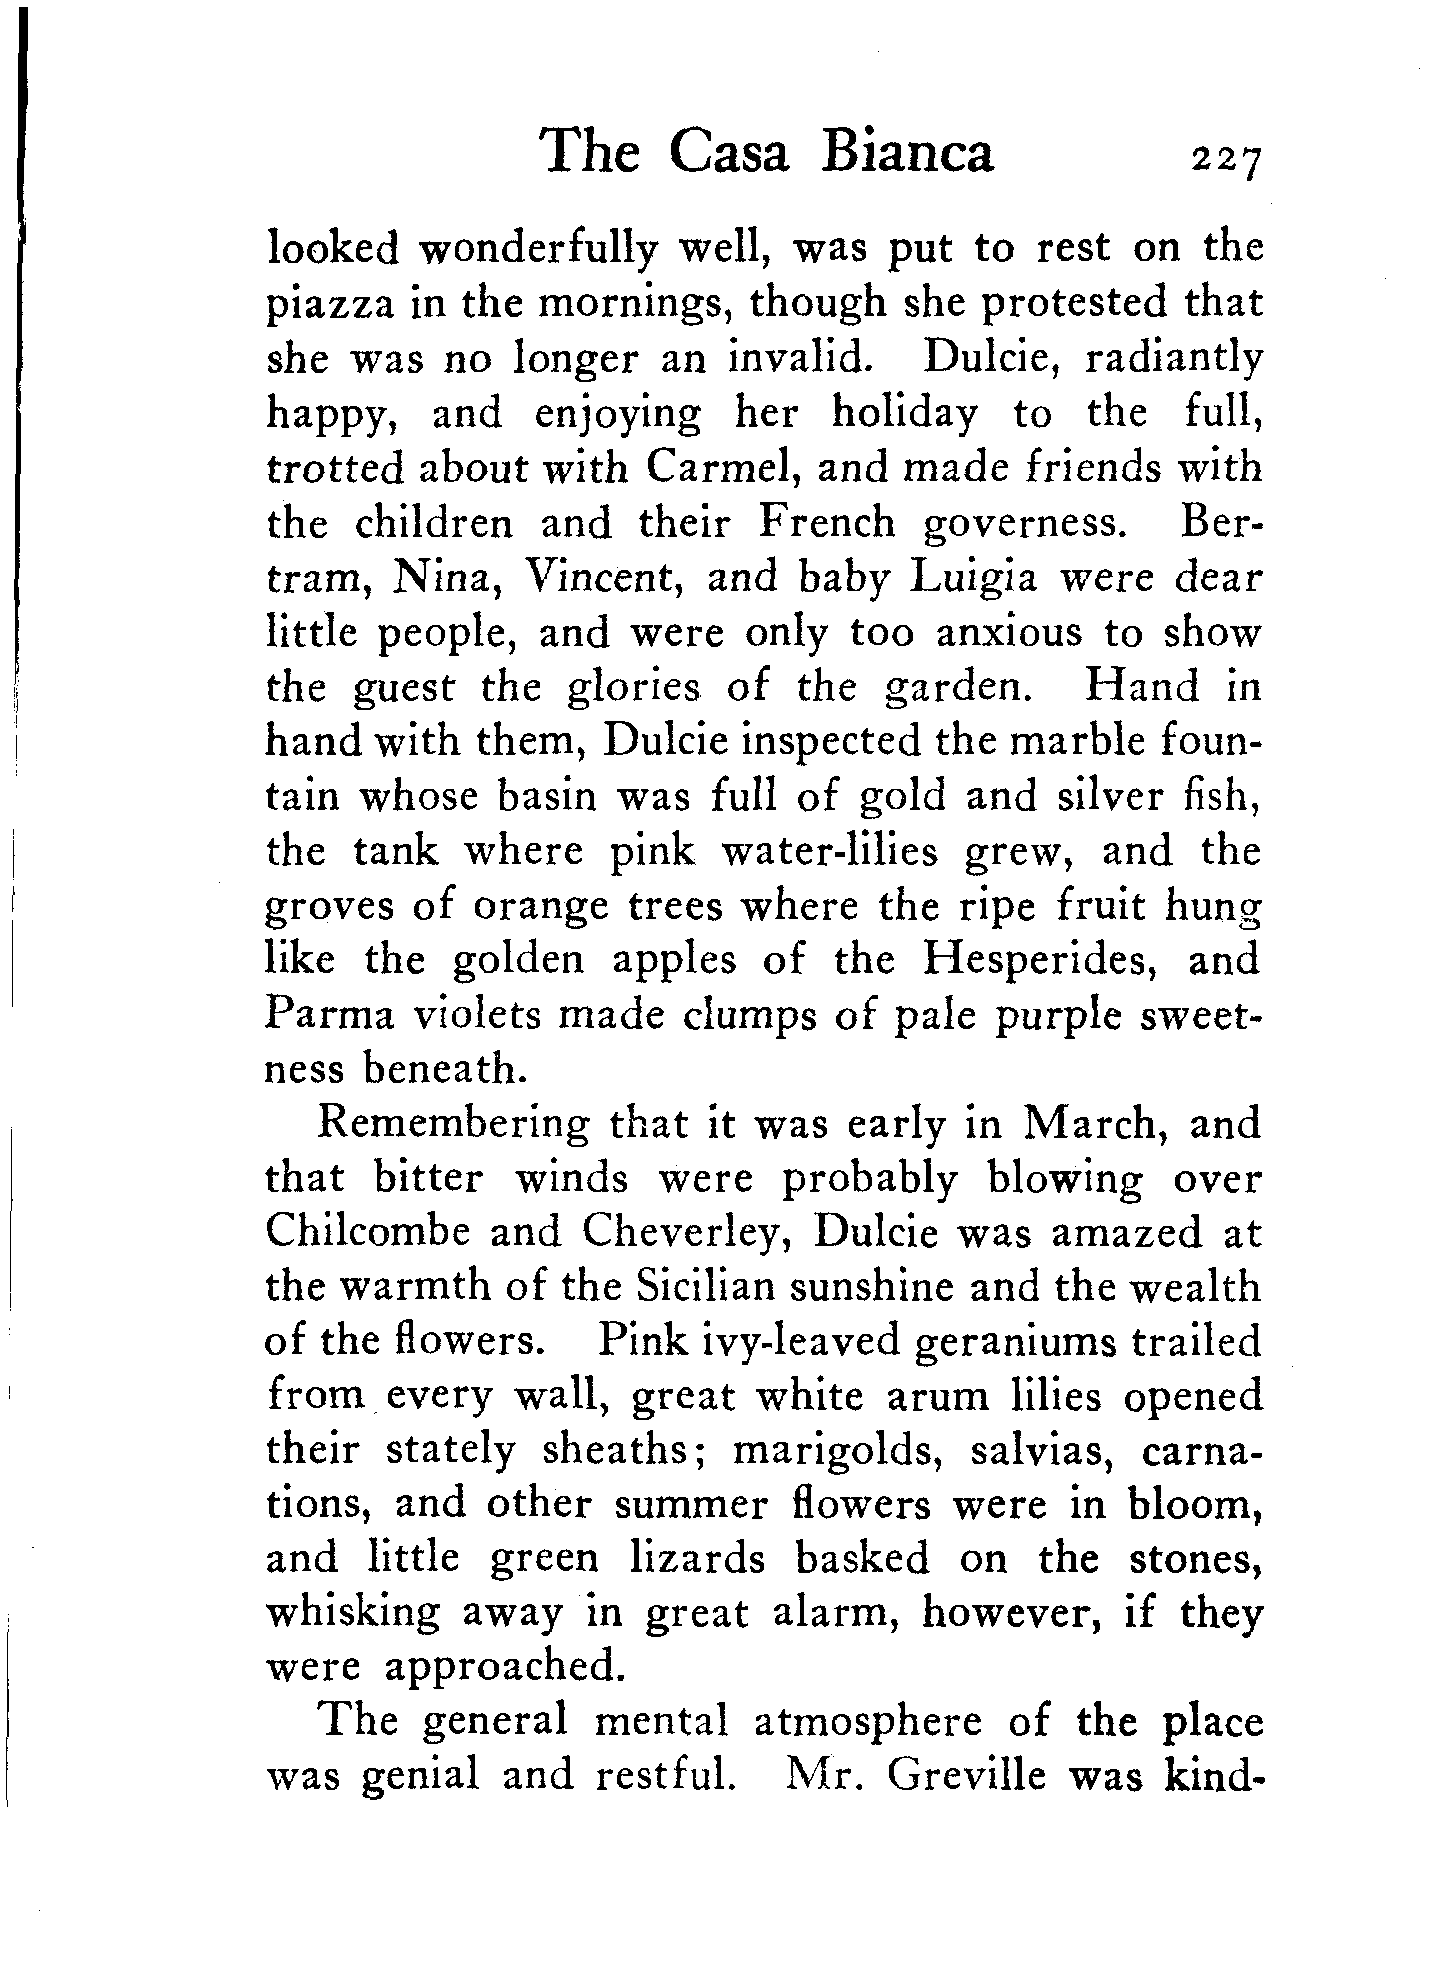 The Casa Bianca 227
looked wonderfully well, was put to rest on the
piazza in the mornings, though she protested that
she was no longer an invalid. Dulcie, radiantly
happy, and enjoying her holiday to the full,
trotted about with Carmel, and made friends with
the children and their French governess. Ber-
tram, Nina, Vincent, and baby Luigia were dear
little people, and were only too anxious to show
the guest the glories of the garden. Hand in
hand with them, Dulcie inspected the marble foun-
tain whose basin was full of gold and silver fish,
the tank where pink water-lilies grew, and the
groves of orange trees where the ripe fruit hung
like the golden apples of the Hesperides, and
Parma violets made clumps of pale purple sweet-
ness beneath.
Remembering that it was early in March, and
that bitter winds were probably blowing over
Chilcombe and Cheverley, Dulcie was amazed at
the warmth of the Sicilian sunshine and the wealth
of the flowers. Pink ivy-leaved geraniums trailed
from every wall, great white arum lilies opened
their stately sheaths; marigolds, salvias, carna-
tions, and other summer flowers were in bloom,
and little green lizards basked on the stones,
whisking away in great alarm, however, if they
were approached.
The general mental atmosphere of the place
was genial and restful. Mr. Greville was kind-